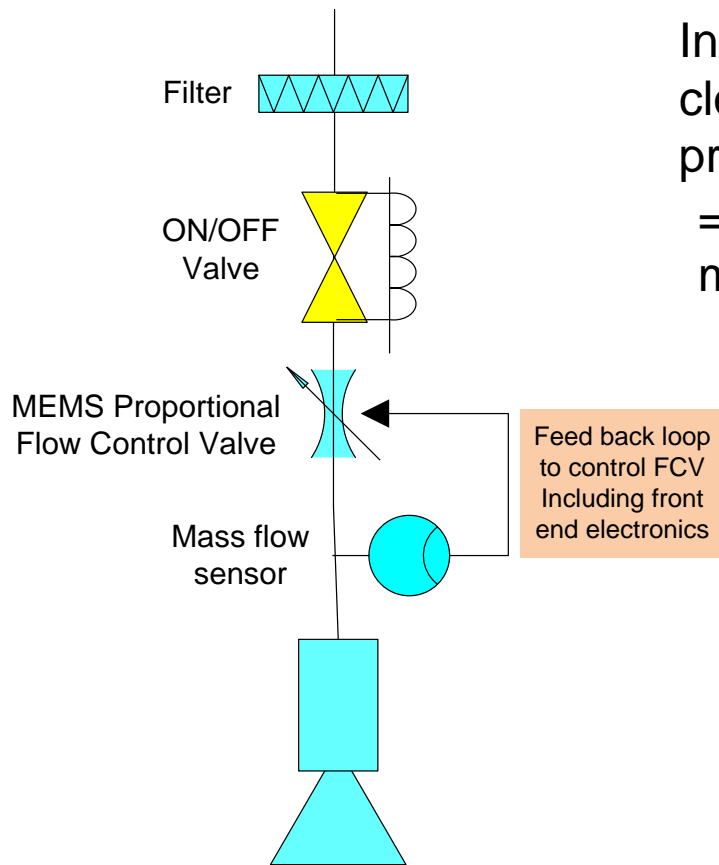 Filter
ON/OFF
Valve
MEMS Proportional
Flow Control Valve
Mass flow
sensor
Feed back loop
to control FCV
Including front
end electronics
In
=